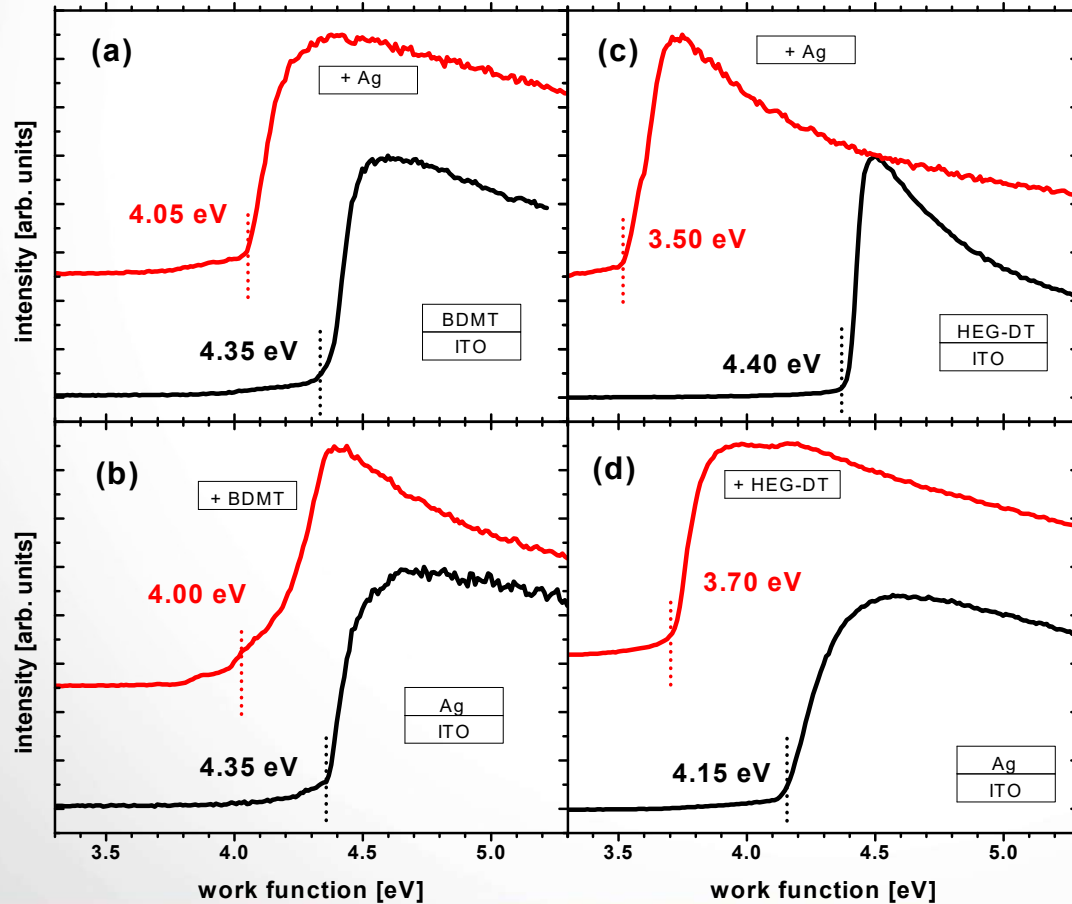 (a)
+ Ag
4.05 eV
BDMT
ITO
4.35 eV
intensity [arb. units]
(c)
+ Ag
3.50 eV
HEG-DT
ITO
4.40 eV
(b)
+ BDMT
4.00 eV
Ag
ITO
4.35 eV
intensity [arb. units]
3.5 4.0 4.5 5.0
work function [eV]
(d)
+ HEG-DT
3.70 eV
4.15 eV
Ag
ITO
3.5 4.0 4.5 5.0
work function [eV]